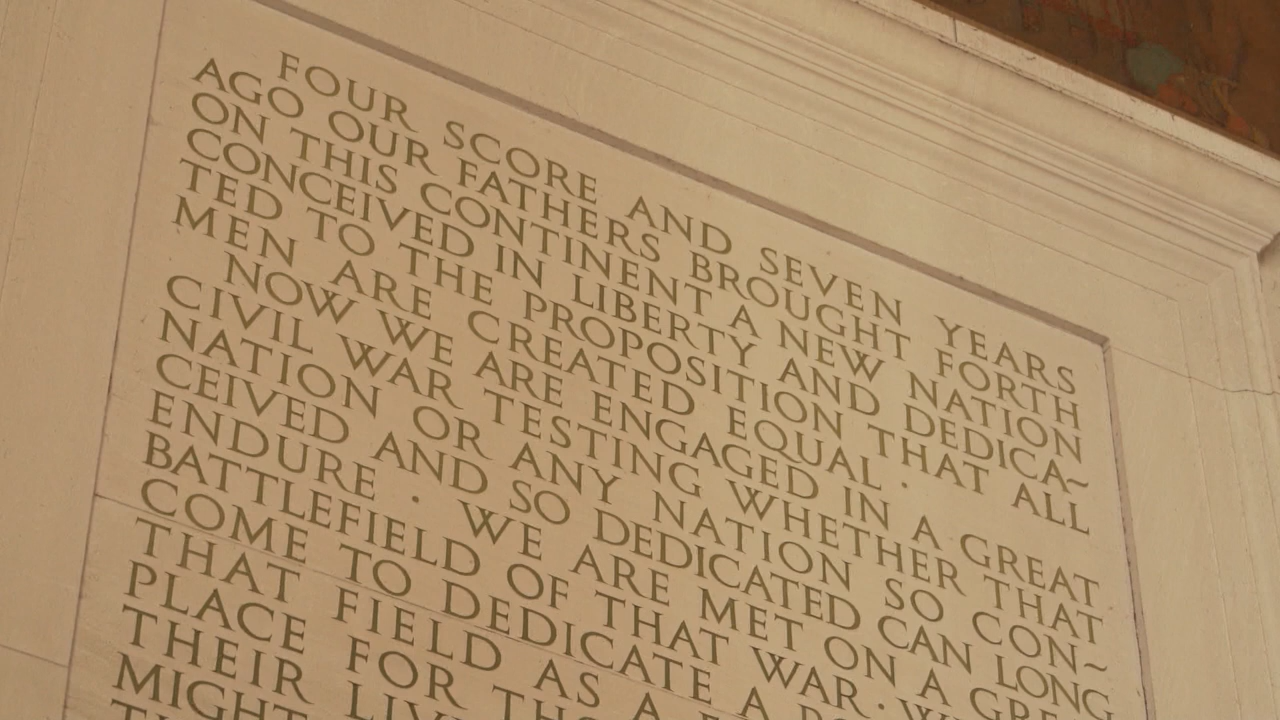 FOUR SCORE AND SEVEN YEARS
AGO OUR FATHERS BROUGHT FORTH
ON THIS CONTINENT A NEW NATION
CONCEIVED IN LIBERTY AND DEDICA~
TED TO THE PROPOSITION THAT ALL
MEN ARE CREATED EQUAL ·
NOW WE ARE ENGAGED IN A GREAT
CIVIL WAR TESTING WHETHER THAT
NATION OR ANY NATION SO CON~
CEIVED AND SO DEDICATED CAN LONG
ENDURE · WE ARE MET ON A GRE
BATTLEFIELD OF THAT WAR ·
COME TO DEDICATE A
THAT FIELD AS A
PLACE FOR
THEIR
MIGHT